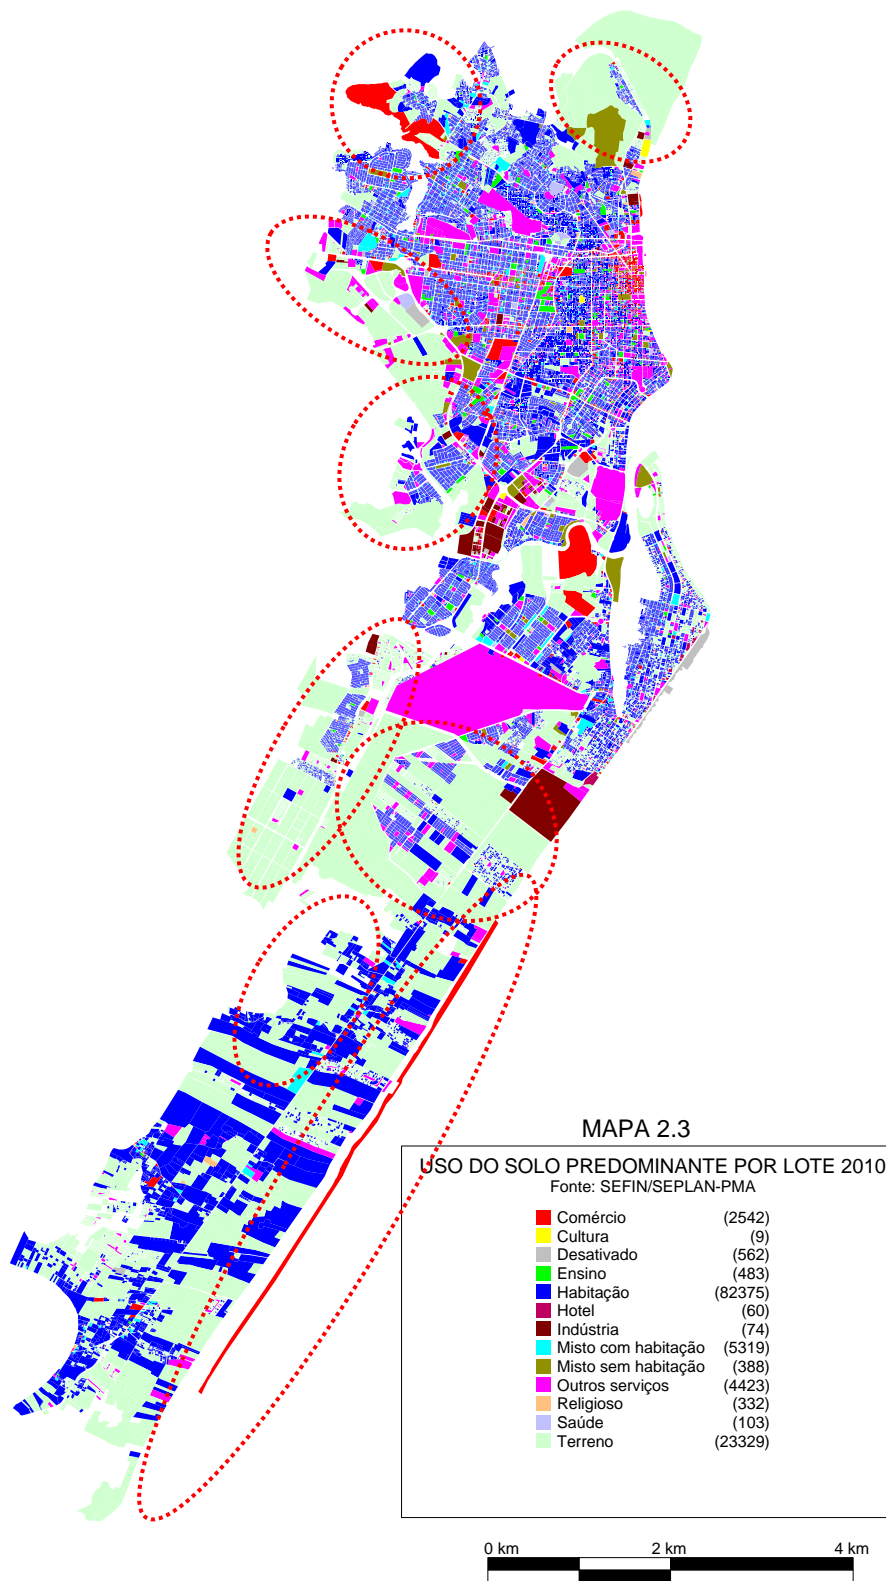 MAPA 2.3
USO DO SOLO PREDOMINANTE POR LOTE 2010
Fonte: SEFIN/SEPLAN-PMA
Comércio (2542)
Cultura (9)
Desativado (562)
Ensino (483)
Habitação (82375)
Hotel (60)
Indústria (74)
Misto com habitação (5319)
Misto sem habitação (388)
Outros serviços (4423)
Religioso (332)
Saúde (103)
Terreno (23329)
0 km 2 km 4 km